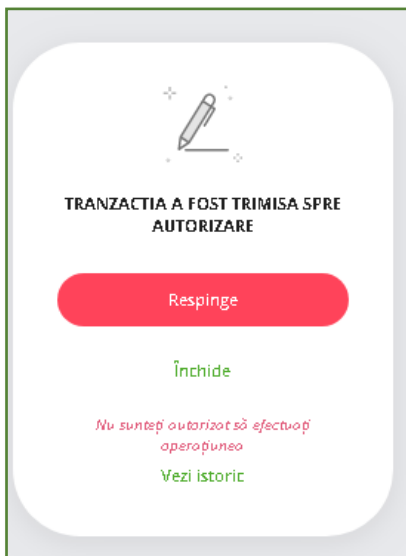 TRANZACTIA A FOST TRIMISA SPRE
AUTORIZARE
Respinge
Închide
Nu sunteți autorizat să efectuați
operațiunea
Vezi istoric